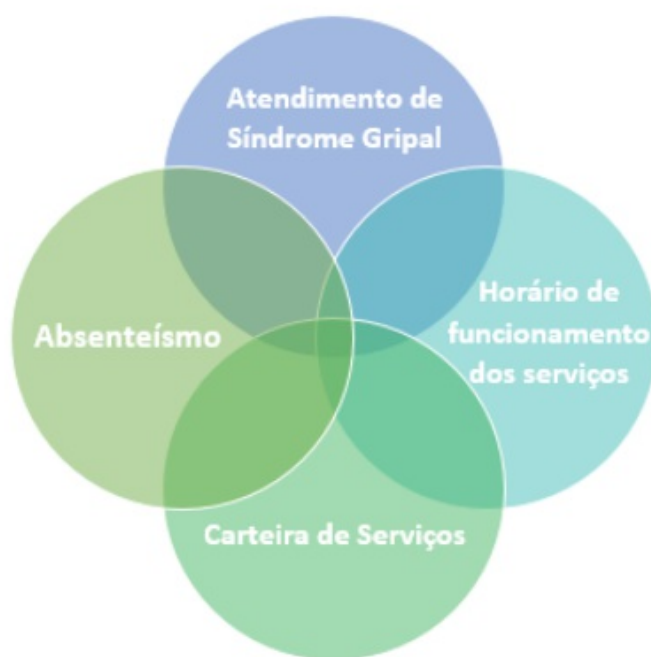 Atendimento de
Síndrome Gripal
Horário de
funcionamento
dos serviços
Absenteísmo
Carteira de Serviços